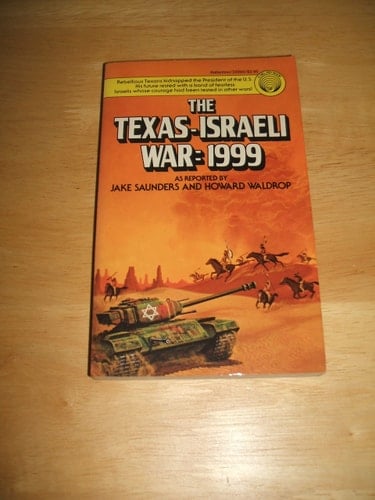 Rebellious Texans kidnapped the President of the U.S.
His future rested with a band of fearless
Israelis whose courage had been tested in other wars!
THE
TEXAS-ISRAELI
WAR: 1999
AS REPORTED BY
JAKE SAUNDERS AND HOWARD WALDROP